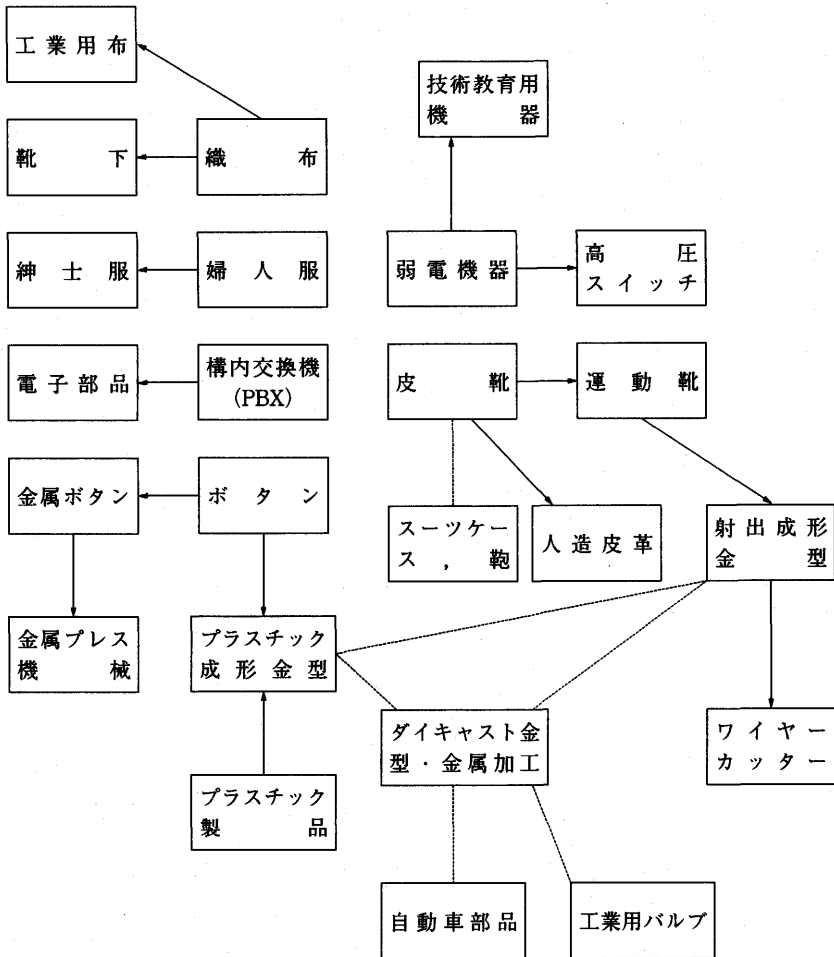 工業用布
技術教育用
機器
靴下
織布
紳士服
婦人服
弱電機器
高圧
スイッチ
電子部品
構内交換機
(PBX)
皮靴
運動靴
金属ボタン
ボタン
スーツケー
ス，鞄
人造皮革
射出成形
金型
金属プレス
機械
プラスチック
成形金型
ダイキャスト金
型・金属加工
ワイヤー
カッター
プラスチック
製品
自動車部品
工業用バルブ